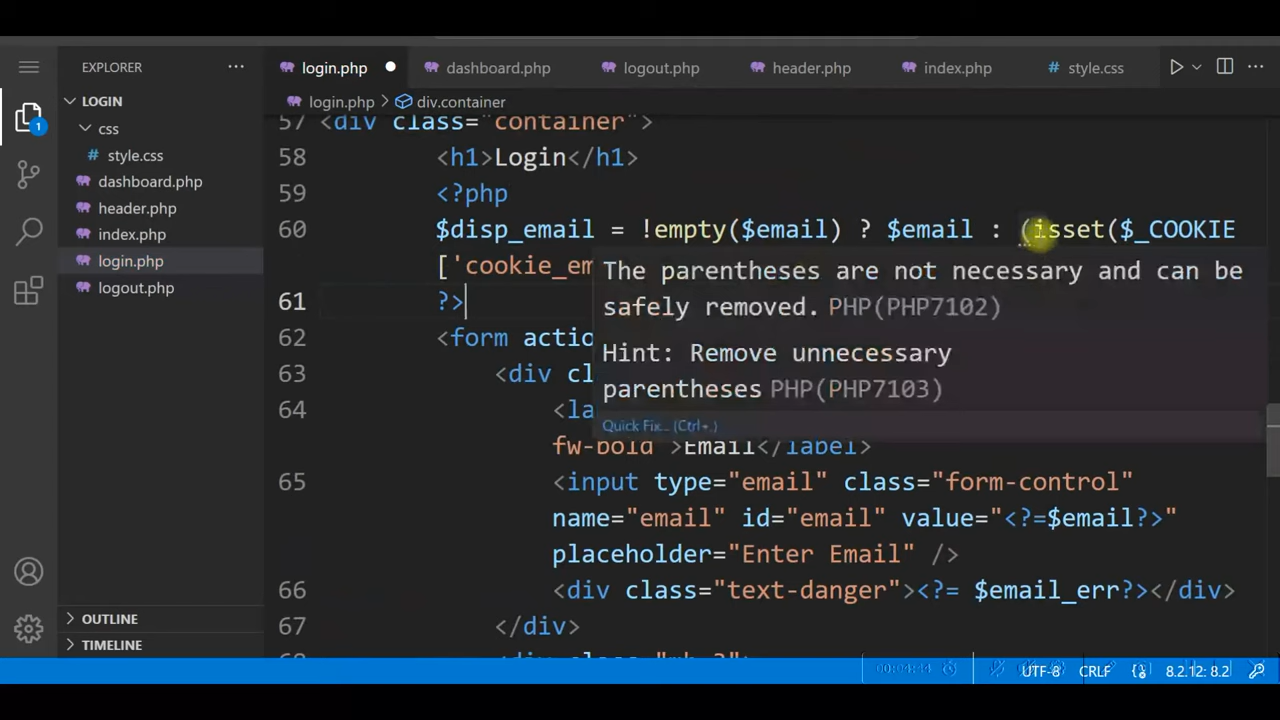 EXPLORER
LOGIN
css
style.css
dashboard.php
header.php
index.php
login.php
logout.php
OUTLINE
TIMELINE
1
login.php
dashboard.php
logout.php
header.php
index.php
style.css
login.php > div.container
57 <div class="container">
58 <h1>Login</h1>
59 <?php
60 $disp_email = !empty($email) ? $email : (isset($_COOKIE
['cookie_em
61 ?>
62 <form actio
63 <div cl
64 <la
fw-bold">Email</label>
65 <input type="email" class="form-control"
name="email" id="email" value="<?=$email?>"
placeholder="Enter Email" />
66 <div class="text-danger"><?= $email_err?></div>
67 </div>
The parentheses are not necessary and can be
safely removed. PHP(PHP7102)
Hint: Remove unnecessary
parentheses PHP(PHP7103)
Quick Fix... (Ctrl+.)
00:04:44
UTF-8 CRLF 8.2.12: 8.2